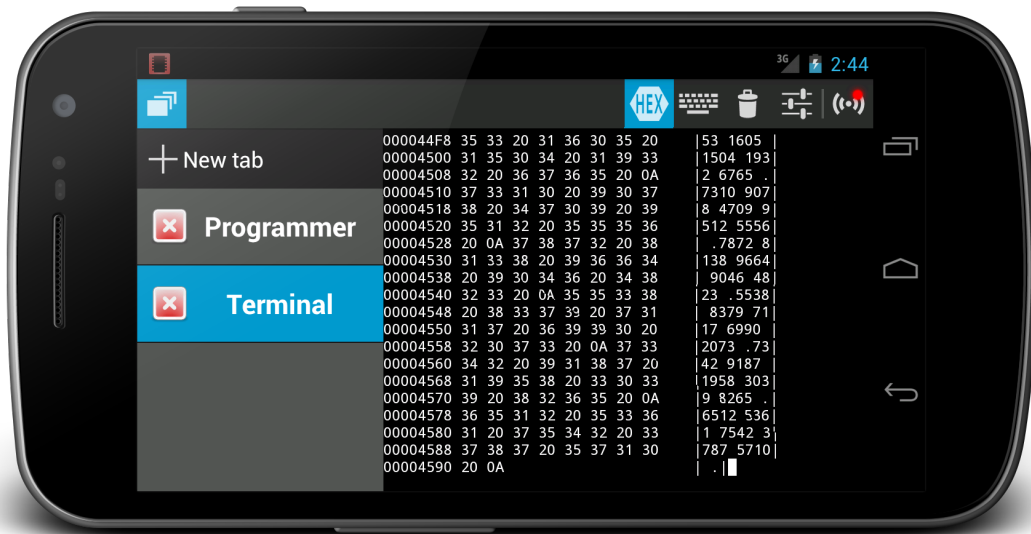 3G 2:44
HEX
New tab
Programmer
Terminal
000044F8 35 33 20 31 36 30 35 20 |53 1605 |
00004500 31 35 30 34 20 31 39 33 |1504 193|
00004508 32 20 36 37 36 35 20 0A |2 6765 .|
00004510 37 33 31 30 20 39 30 37 |7310 907|
00004518 38 20 34 37 30 39 20 39 |8 4709 9|
00004520 35 31 32 20 35 35 35 36 |512 5556|
00004528 20 0A 37 38 37 32 20 38 | .7872 8|
00004530 31 33 38 20 39 36 36 34 |138 9664|
00004538 20 39 30 34 36 20 34 38 | 9046 48|
00004540 32 33 20 0A 35 35 33 38 |23 .5538|
00004548 20 38 33 37 39 20 37 31 | 8379 71|
00004550 31 37 20 36 39 39 30 20 |17 6990 |
00004558 32 30 37 33 20 0A 37 33 |2073 .73|
00004560 34 32 20 39 31 38 37 20 |42 9187 |
00004568 31 39 35 38 20 33 30 33 |1958 303|
00004570 39 20 38 32 36 35 20 0A |9 8265 .|
00004578 36 35 31 32 20 35 33 36 |6512 536|
00004580 31 20 37 35 34 32 20 33 |1 7542 3|
00004588 37 38 37 20 35 37 31 30 |787 5710|
00004590 20 0A | .|